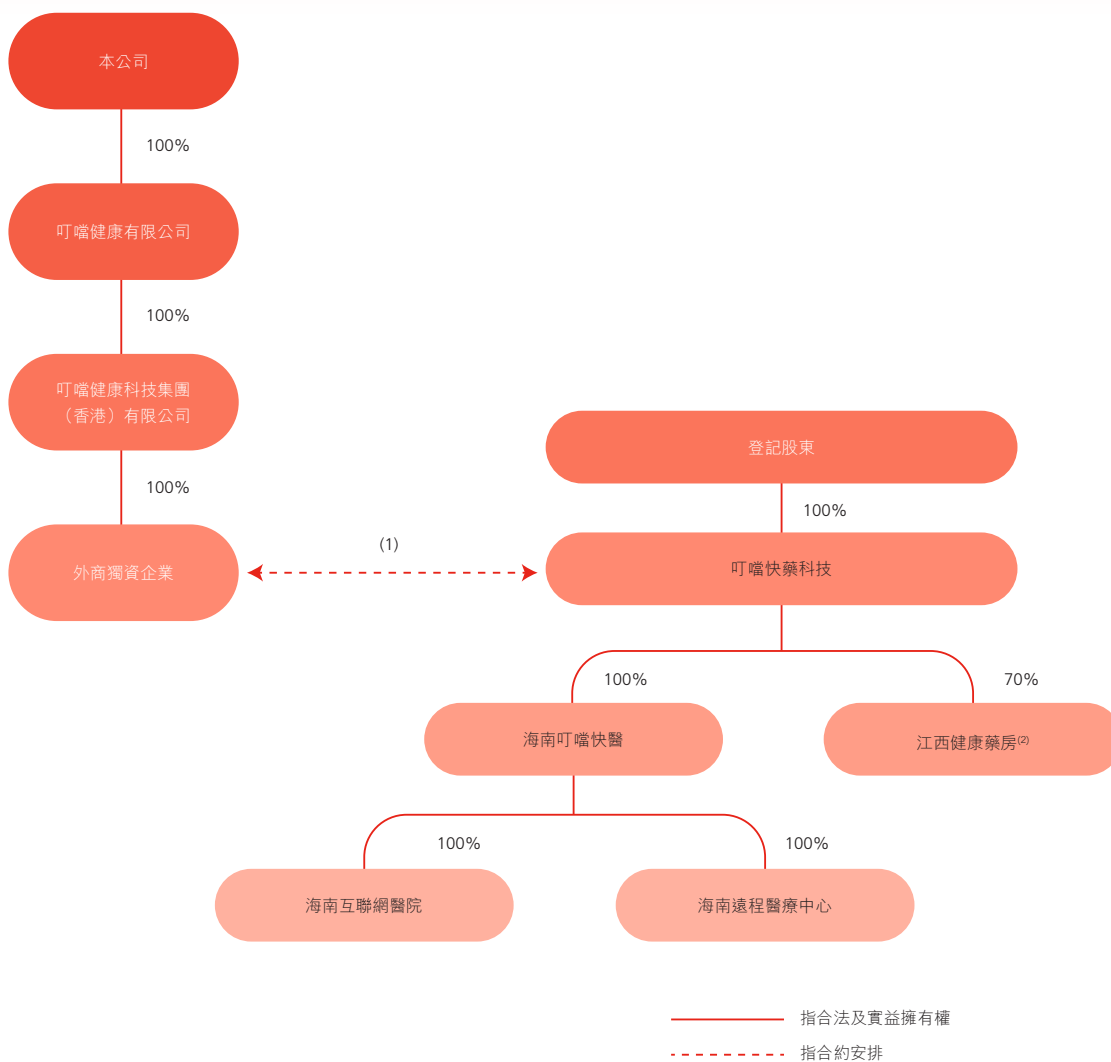 本公司
100%
叮噹健康有限公司
100%
叮噹健康科技集團
（香港）有限公司
100%
外商獨資企業
(1)
登記股東
100%
叮噹快藥科技
100%
70%
海南叮噹快醫
江西健康藥房(2)
100%
100%
海南互聯網醫院
海南遠程醫療中心
指合法及實益擁有權
指合約安排